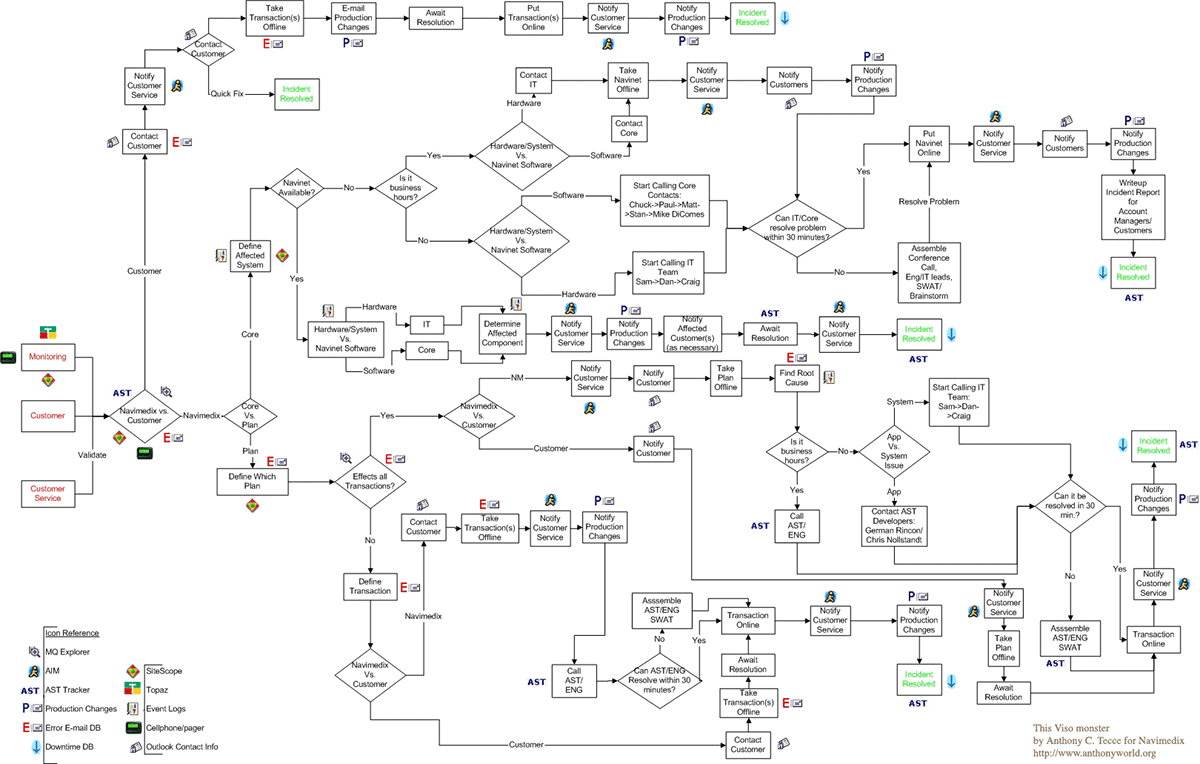 Take
Transaction(s)
Offline
E-mail
Production
Changes
Await
Resolution
Put
Transaction(s)
Online
Notify
Customer
Service
Notify
Production
Changes
Incident
Resolved
E
P
P
Contact
Customer
Quick Fix
Incident
Resolved
Notify
Customer
Service
Contact
Customer
E
Customer
Contact
IT
Take
Navinet
Offline
Notify
Customer
Service
Notify
Customers
P
Notify
Production
Changes
Hardware
Contact
Core
Hardware/System
Vs.
Navinet Software
Software
Navinet
Available?
No
Is it
business
hours?
Yes
No
Yes
Hardware/System
Vs.
Navinet Software
Software
Hardware
Start Calling Core
Contacts:
Chuck->Paul->Matt-
>Stan->Mike DiComes
Start Calling IT
Team
Sam->Dan->Craig
Can IT/Core
resolve problem
within 30 minutes?
Yes
No
Put
Navinet
Online
Notify
Customer
Service
Notify
Customers
P
Notify
Production
Changes
Resolve Problem
Assemble
Conference
Call,
Eng/IT leads,
SWAT/
Brainstorm
Writeup
Incident Report
for
Account
Managers/
Customers
Incident
Resolved
AST
Define
Affected
System
Core
Hardware/System
Vs.
Navinet Software
Hardware
Software
IT
Core
Determine
Affected
Component
Notify
Customer
Service
P
Notify
Production
Changes
Notify
Affected
Customer(s)
(as necessary)
AST
Await
Resolution
Notify
Customer
Service
Incident
Resolved
AST
Monitoring
Customer
Customer
Service
Validate
AST
Navimedix vs.
Customer
E
Navimedix
Core
Vs.
Plan
Plan
E
Define Which
Plan
Effects all
Transactions?
E
Yes
No
Navimedix
Vs.
Customer
NM
Customer
Notify
Customer
Service
Notify
Customer
Take
Plan
Offline
E
Find Root
Cause
Notify
Customer
Is it
business
hours?
No
Yes
App
Vs.
System
Issue
System
App
Start Calling IT
Team:
Sam->Dan-
>Craig
AST
Call
AST/
ENG
Contact AST
Developers:
German Rincon/
Chris Nollstandt
Can it be
resolved in 30
min.?
No
Yes
Incident
Resolved
AST
Notify
Production
Changes
P
Notify
Customer
Service
Transaction
Online
Asssemble
AST/ENG
SWAT
AST
Notify
Customer
Service
Take
Plan
Offline
Await
Resolution
Contact
Customer
E
Take
Transaction(s)
Offline
Notify
Customer
Service
P
Notify
Production
Changes
Define
Transaction
E
Navimedix
Navimedix
Vs.
Customer
Customer
AST
Call
AST/
ENG
Asssemble
AST/ENG
SWAT
No
Yes
Can AST/ENG
Resolve within 30
minutes?
Transaction
Online
Await
Resolution
Take
Transaction(s)
Offline
E
Contact
Customer
Notify
Customer
Service
P
Notify
Production
Changes
Incident
Resolved
AST
Icon Reference
MQ Explorer
AIM
AST AST Tracker
P Production Changes
E Error E-mail DB
Downtime DB
SiteScope
Topaz
Event Logs
Cellphone/pager
Outlook Contact Info
This Viso monster
by Anthony C. Tecce for Navimedix
http://www.anthonyworld.org